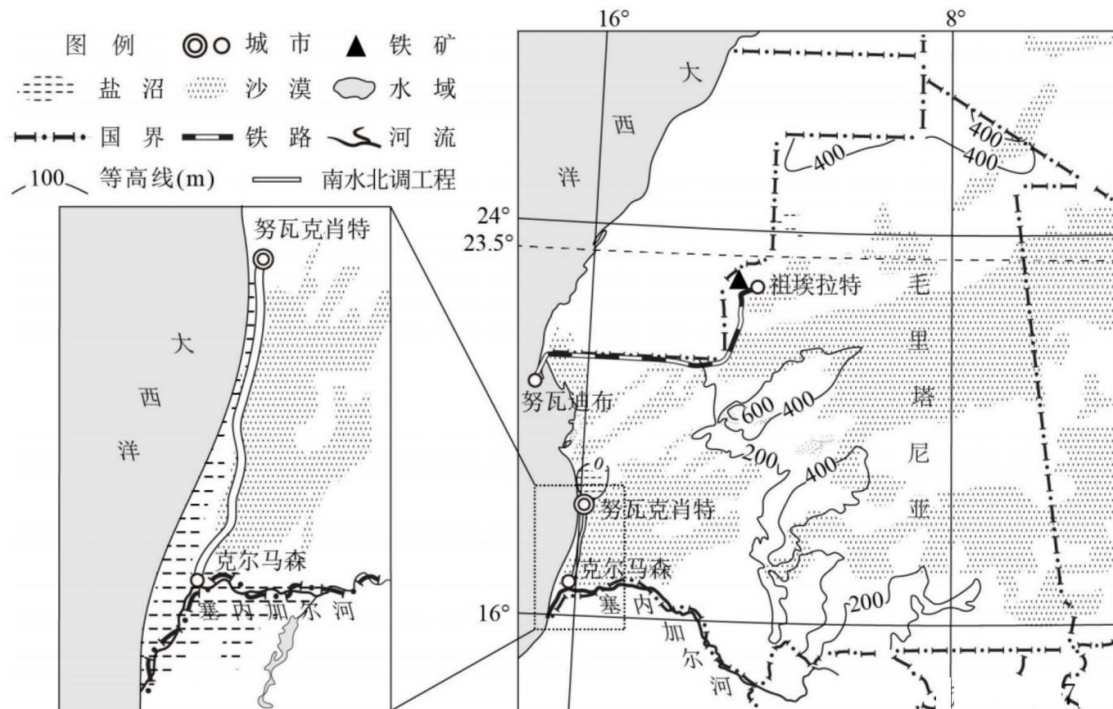 16°
8°
图例
城市
铁矿
盐沼
沙漠
水域
国界
铁路
河流
100
等高线(m)
南水北调工程
努瓦克肖特
大西洋
克尔马森
塞内加尔河
大西洋
400
400
400
24°
23.5°
祖埃拉特
毛里塔尼亚
努瓦迪布
600
400
200
400
0
努瓦克肖特
克尔马森
200
16°
塞内加尔河
7